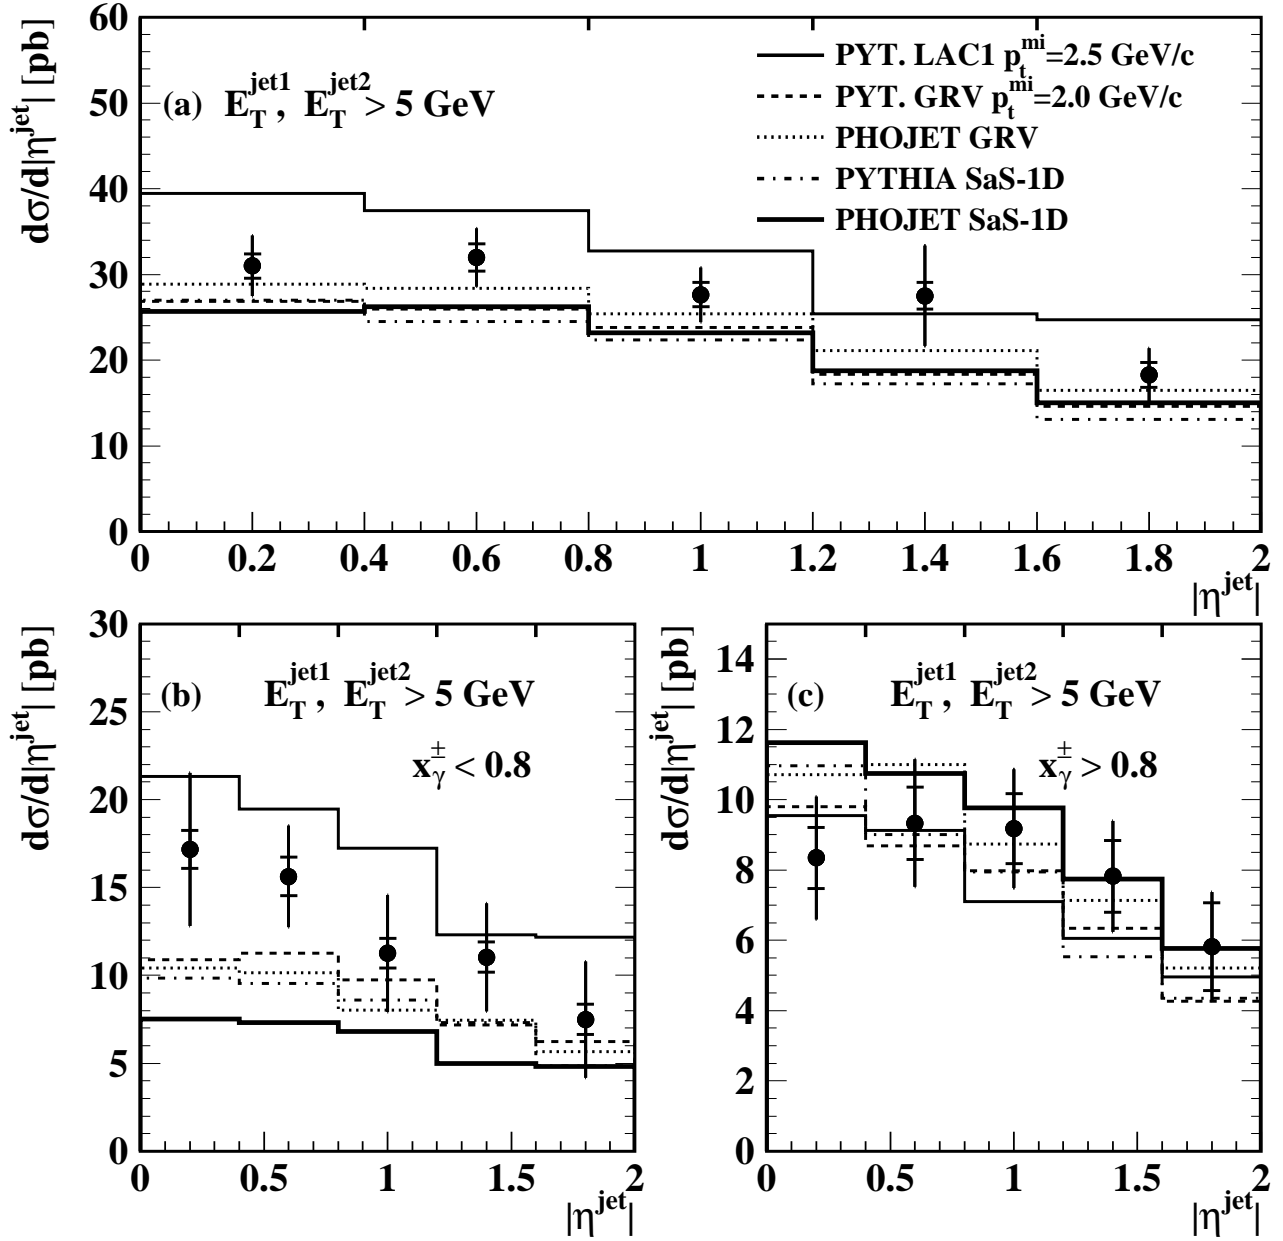 dσ/d|η^jet| [pb]
60
50
40
30
20
10
0
(a) E_T^jet1, E_T^jet2 > 5 GeV
PYT. LAC1 p_t^mi=2.5 GeV/c
PYT. GRV p_t^mi=2.0 GeV/c
PHOJET GRV
PYTHIA SaS-1D
PHOJET SaS-1D
0 0.2 0.4 0.6 0.8 1 1.2 1.4 1.6 1.8 2
|η^jet|
dσ/d|η^jet| [pb]
30
25
20
15
10
5
0
(b) E_T^jet1, E_T^jet2 > 5 GeV
x_γ^± < 0.8
0 0.5 1 1.5 2
|η^jet|
dσ/d|η^jet| [pb]
14
12
10
8
6
4
2
0
(c) E_T^jet1, E_T^jet2 > 5 GeV
x_γ^± > 0.8
0 0.5 1 1.5 2
|η^jet|